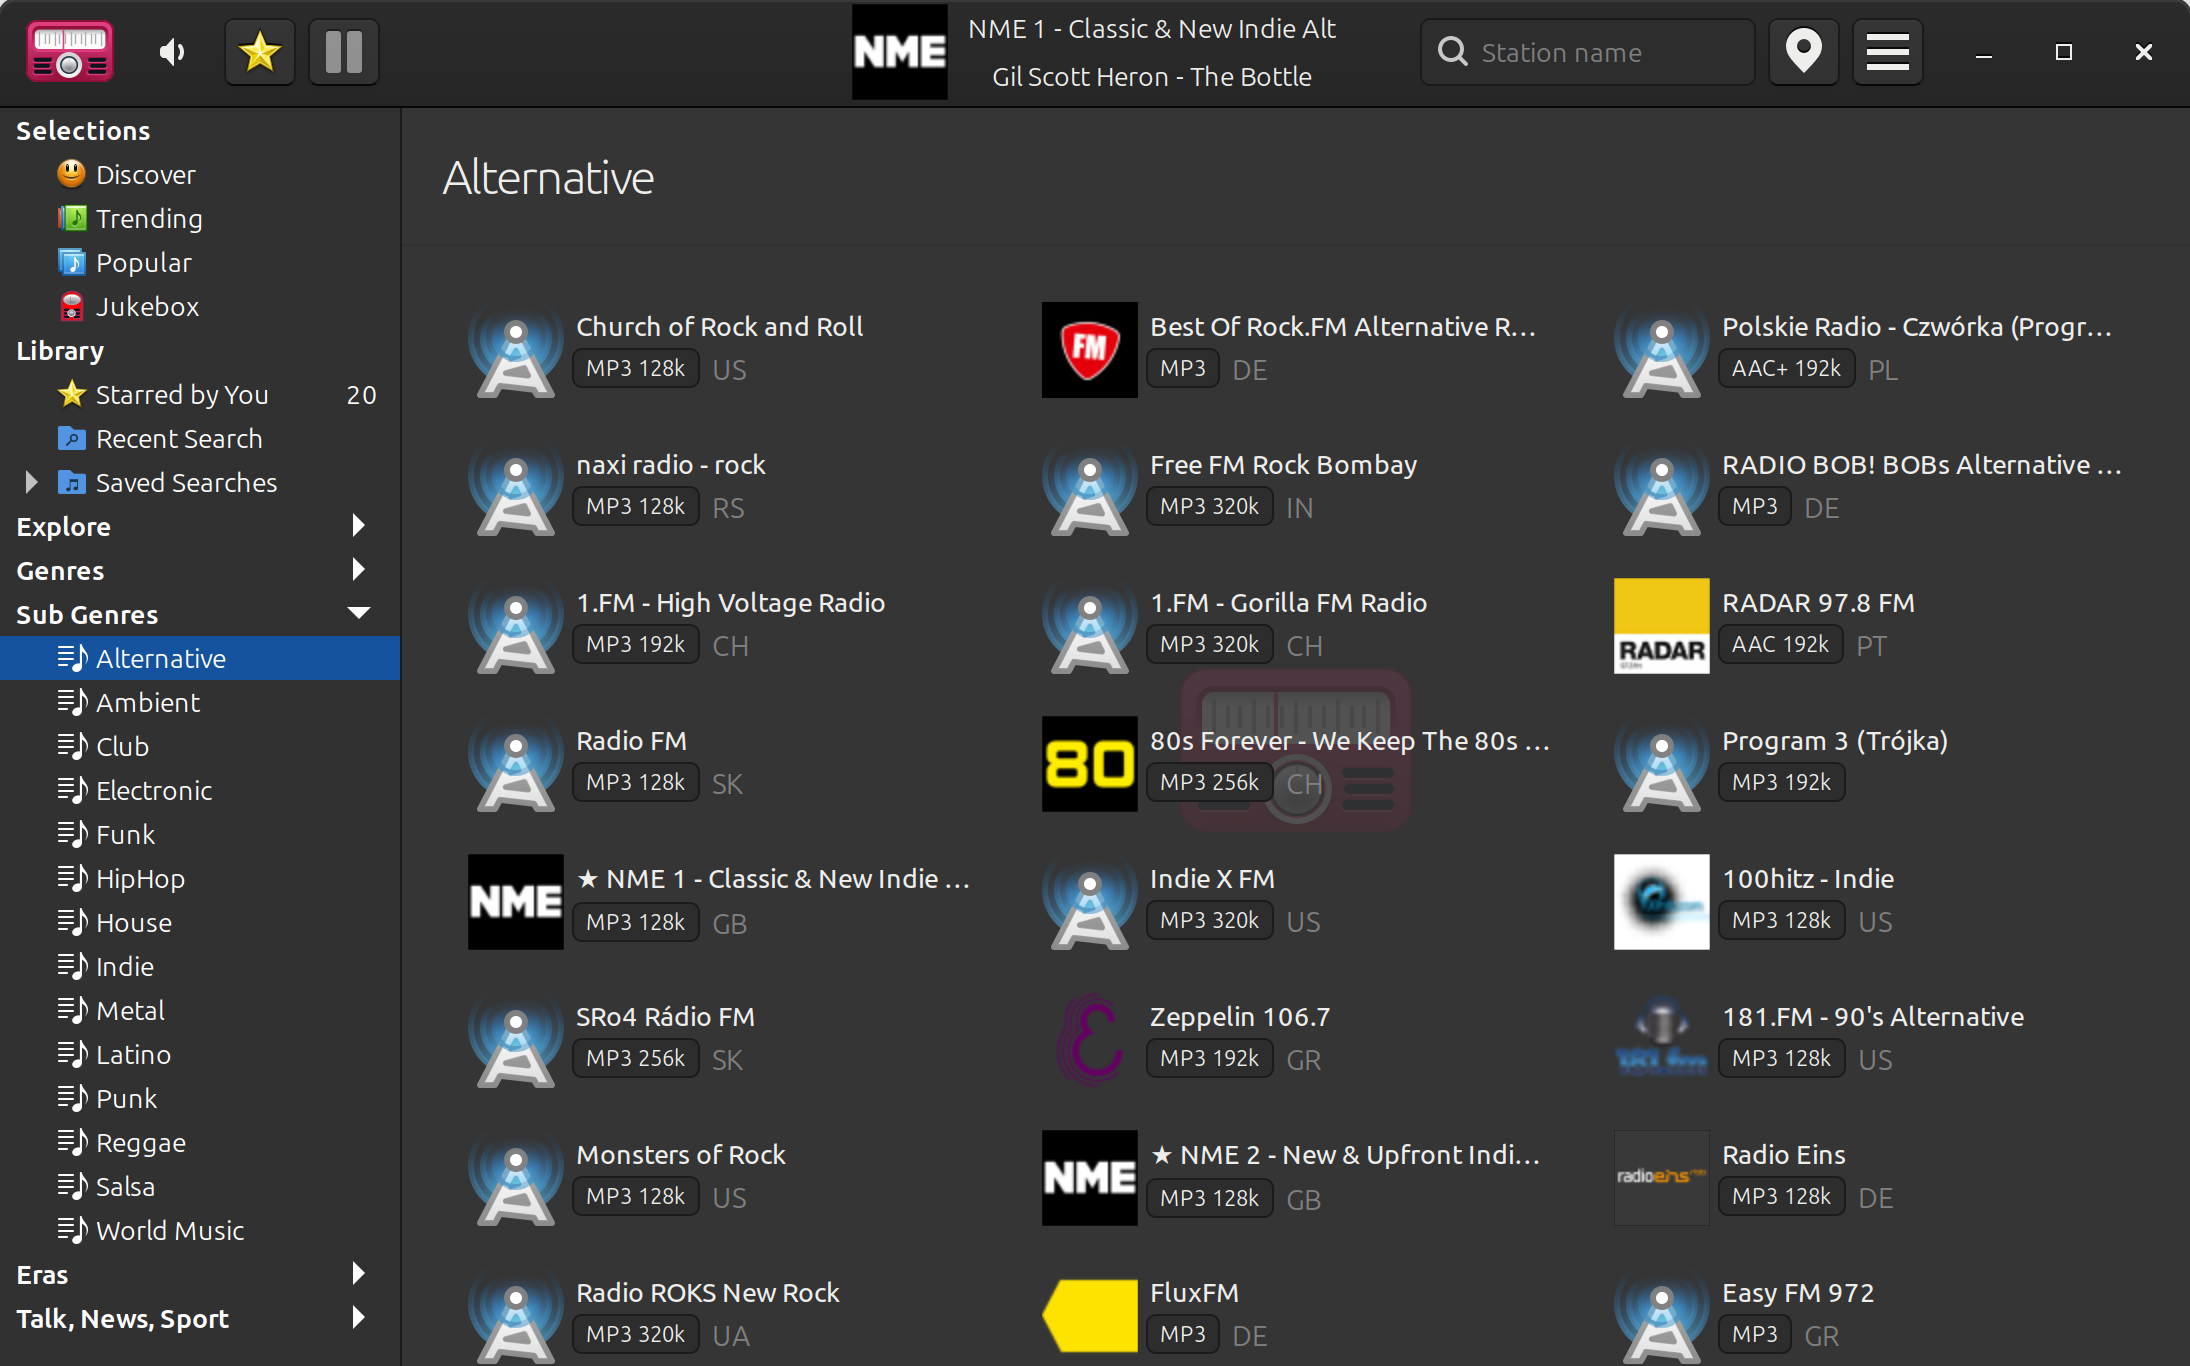 NME
NME 1 - Classic & New Indie Alt
Gil Scott Heron - The Bottle
Station name
Selections
Discover
Trending
Popular
Jukebox
Library
Starred by You 20
Recent Search
Saved Searches
Explore
Genres
Sub Genres
Alternative
Ambient
Club
Electronic
Funk
HipHop
House
Indie
Metal
Latino
Punk
Reggae
Salsa
World Music
Eras
Talk, News, Sport
Alternative
Church of Rock and Roll
MP3 128k US
FM
Best Of Rock.FM Alternative R…
MP3 DE
Polskie Radio - Czwórka (Progr…
AAC+ 192k PL
naxi radio - rock
MP3 128k RS
Free FM Rock Bombay
MP3 320k IN
RADIO BOB! BOBs Alternative …
MP3 DE
1.FM - High Voltage Radio
MP3 192k CH
1.FM - Gorilla FM Radio
MP3 320k CH
RADAR
RADAR 97.8 FM
AAC 192k PT
Radio FM
MP3 128k SK
80
80s Forever - We Keep The 80s …
MP3 256k CH
Program 3 (Trójka)
MP3 192k
NME
★ NME 1 - Classic & New Indie …
MP3 128k GB
Indie X FM
MP3 320k US
100hitz - Indie
MP3 128k US
SRo4 Rádio FM
MP3 256k SK
Zeppelin 106.7
MP3 192k GR
181.fm
181.FM - 90's Alternative
MP3 128k US
Monsters of Rock
MP3 128k US
NME
★ NME 2 - New & Upfront Indi…
MP3 128k GB
radioeins
Radio Eins
MP3 128k DE
Radio ROKS New Rock
MP3 320k UA
FluxFM
MP3 DE
Easy FM 972
MP3 GR